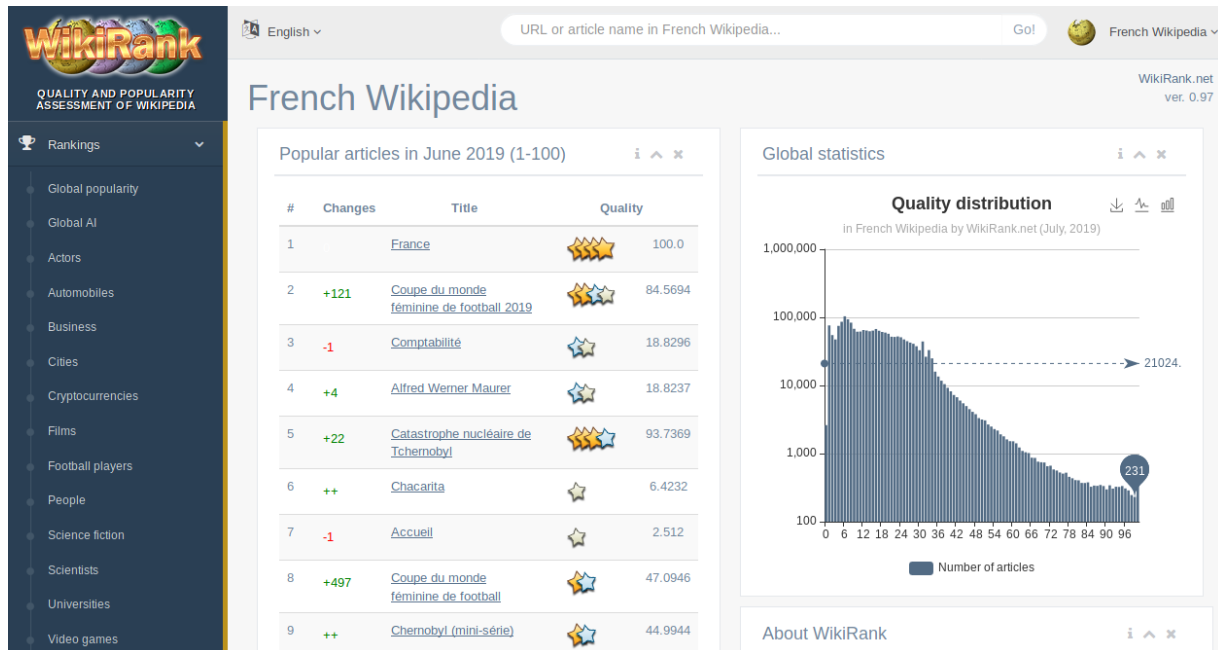 WikiRank
QUALITY AND POPULARITY
ASSESSMENT OF WIKIPEDIA
Rankings
Global popularity
Global AI
Actors
Automobiles
Business
Cities
Cryptocurrencies
Films
Football players
People
Science fiction
Scientists
Universities
Video games
English
URL or article name in French Wikipedia...
Go!
French Wikipedia
French Wikipedia
WikiRank.net
ver. 0.97
Popular articles in June 2019 (1-100)
# Changes Title Quality
1 France 100.0
2 +121 Coupe du monde 84.5694
féminine de football 2019
3 -1 Comptabilité 18.8296
4 +4 Alfred Werner Maurer 18.8237
5 +22 Catastrophe nucléaire de 93.7369
Tchernobyl
6 ++ Chacarita 6.4232
7 -1 Accueil 2.512
8 +497 Coupe du monde 47.0946
féminine de football
9 ++ Chernobyl (mini-série) 44.9944
Global statistics
Quality distribution
in French Wikipedia by WikiRank.net (July, 2019)
1,000,000
100,000
21024.
10,000
1,000
231
100
0 6 12 18 24 30 36 42 48 54 60 66 72 78 84 90 96
Number of articles
About WikiRank